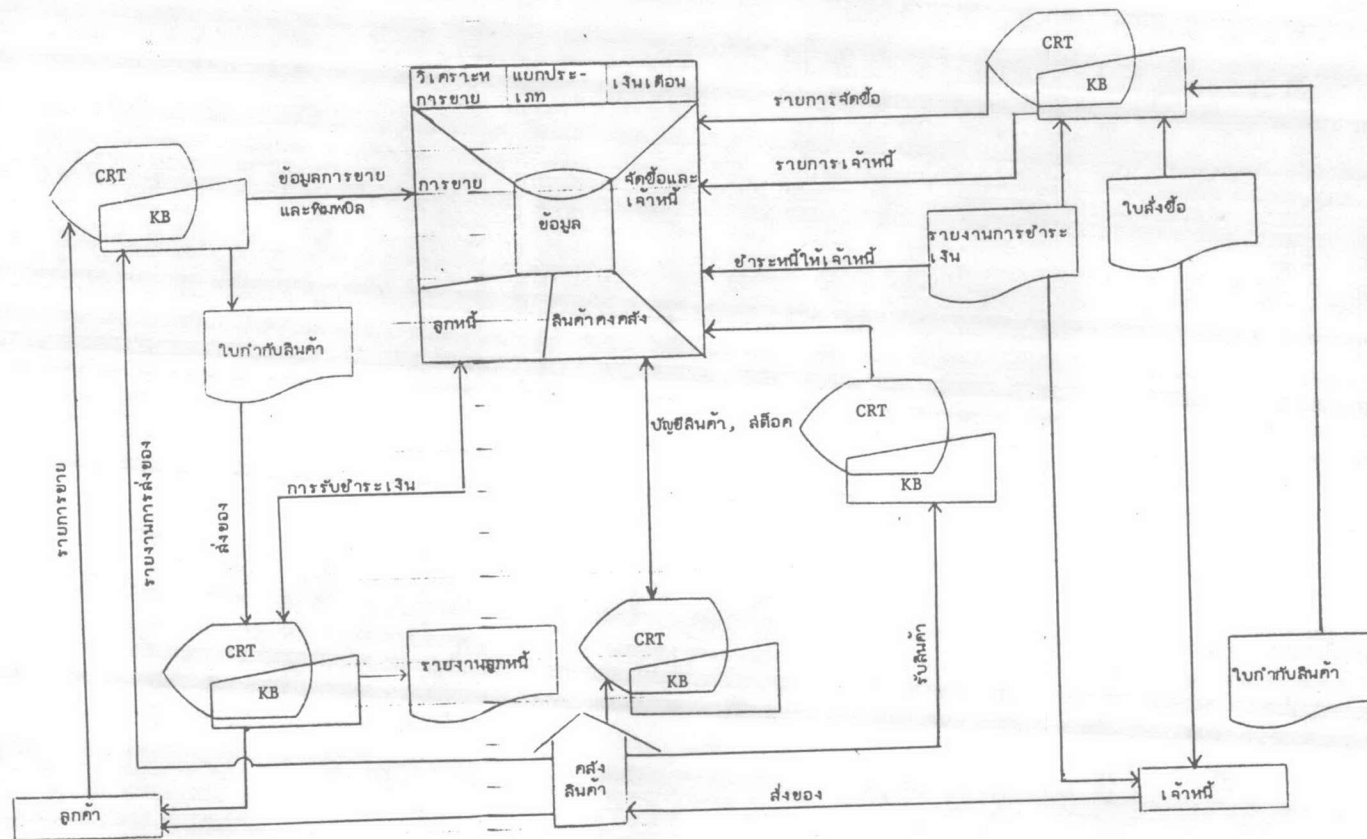 CRT
KB
วิเคราะห์ แยกประ- เงินเดือน
การขาย เภท
รายการจัดซื้อ
รายการเจ้าหนี้
CRT
KB
ข้อมูลการขาย
และพิมพ์บิล
การขาย
จัดซื้อและ
เจ้าหนี้
ข้อมูล
ใบสั่งซื้อ
รายงานการชำระ
เงิน
ชำระหนี้ให้เจ้าหนี้
ลูกหนี้
สินค้าคงคลัง
ใบกำกับสินค้า
CRT
KB
บัญชีสินค้า, สต็อค
การรับชำระเงิน
รายการขาย
รายงานการส่งของ
ส่งของ
CRT
KB
รายงานลูกหนี้
CRT
KB
รับสินค้า
ใบกำกับสินค้า
คลัง
สินค้า
สั่งของ
เจ้าหนี้
ลูกค้า